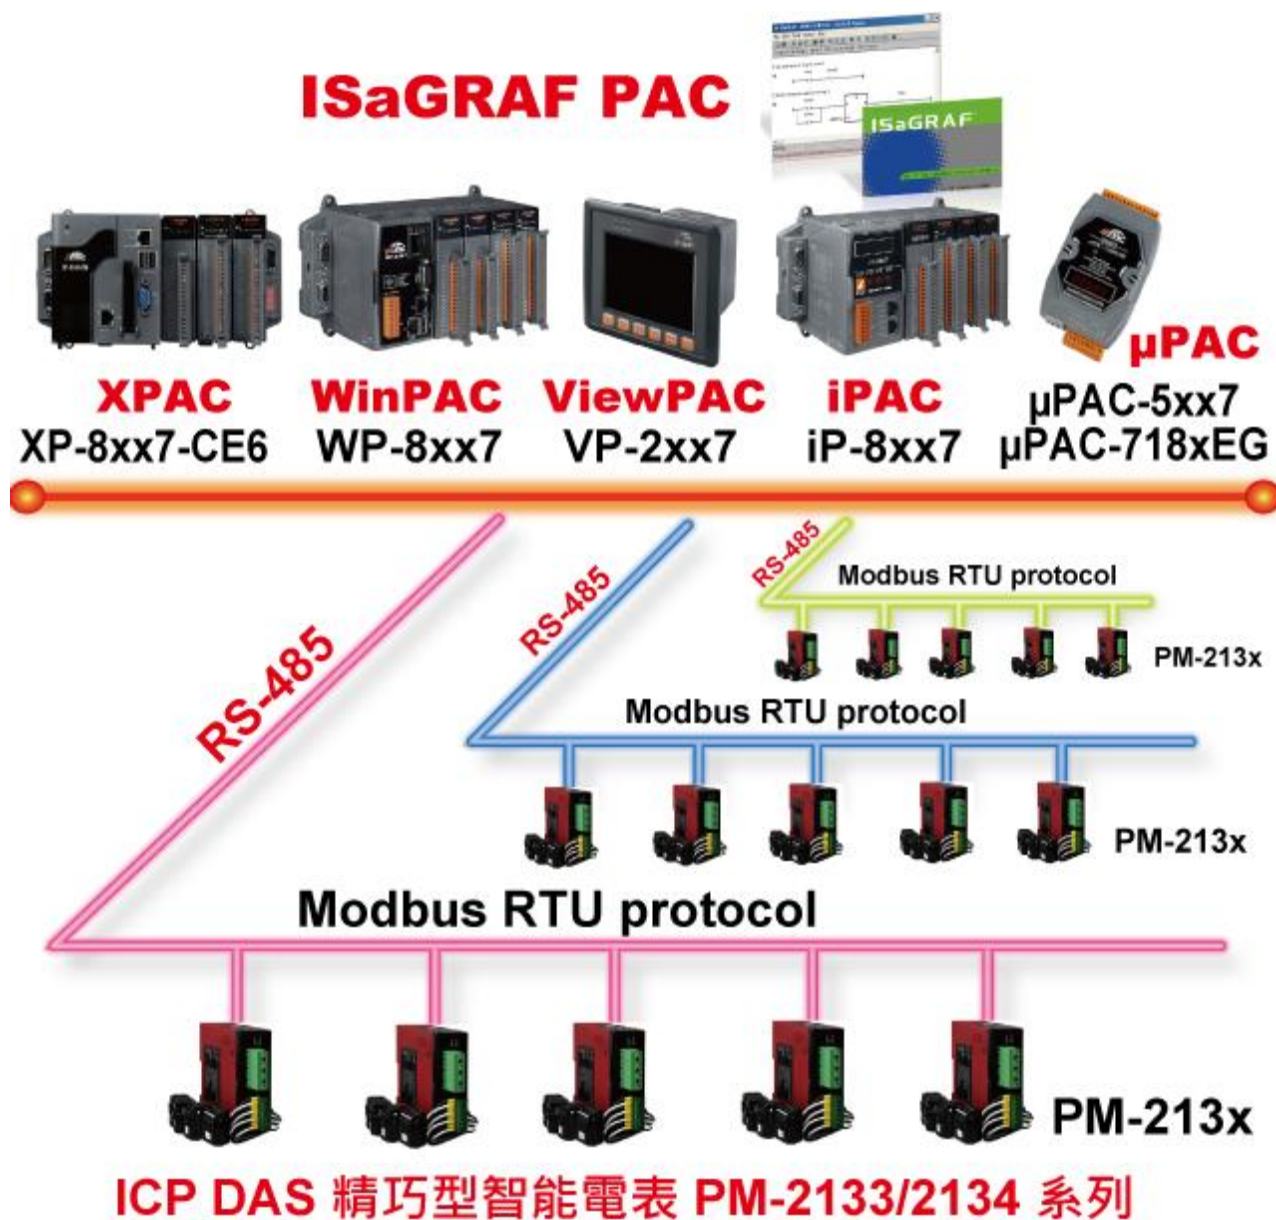 ISaGRAF PAC
ISaGRAF
XPAC
WinPAC
ViewPAC
iPAC
µPAC
XP-8xx7-CE6
WP-8xx7
VP-2xx7
iP-8xx7
µPAC-5xx7
µPAC-718xEG
RS-485
RS-485
RS-485
Modbus RTU protocol
PM-213x
Modbus RTU protocol
PM-213x
Modbus RTU protocol
PM-213x
ICP DAS 精巧型智能電表 PM-2133/2134 系列